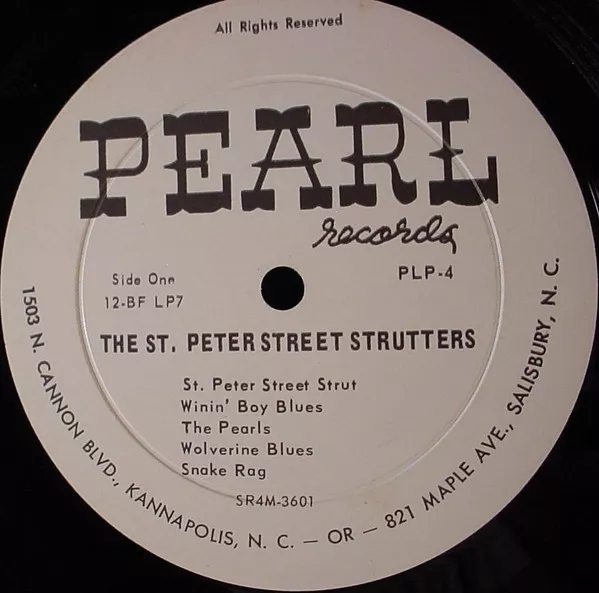 All Rights Reserved
PEARL
records
Side One
PLP-4
12-BF LP7
THE ST. PETER STREET STRUTTERS
St. Peter Street Strut
Winin' Boy Blues
The Pearls
Wolverine Blues
Snake Rag
SR4M-3601
1503 N. CANNON BLVD., KANNAPOLIS, N. C. — OR — 821 MAPLE AVE., SALISBURY, N. C.